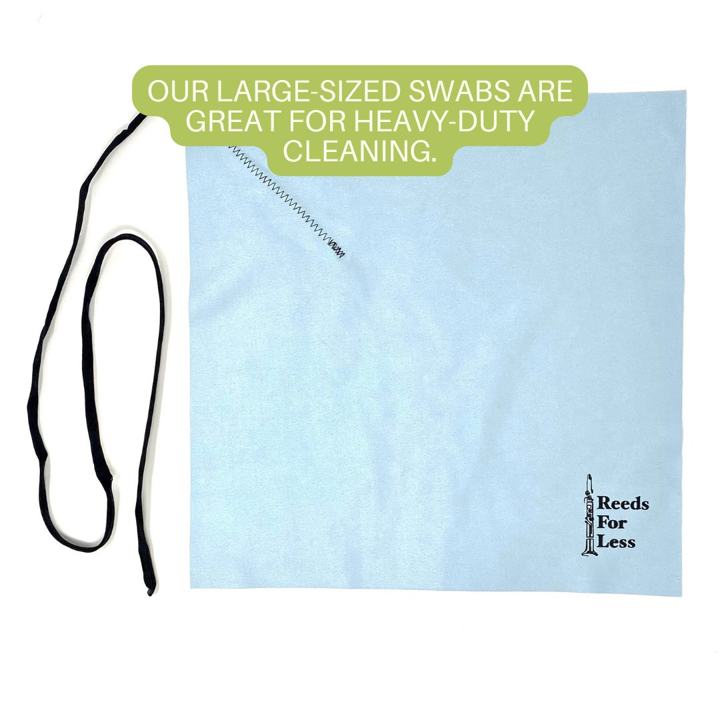 OUR LARGE-SIZED SWABS ARE
GREAT FOR HEAVY-DUTY
CLEANING.
Reeds
For
Less